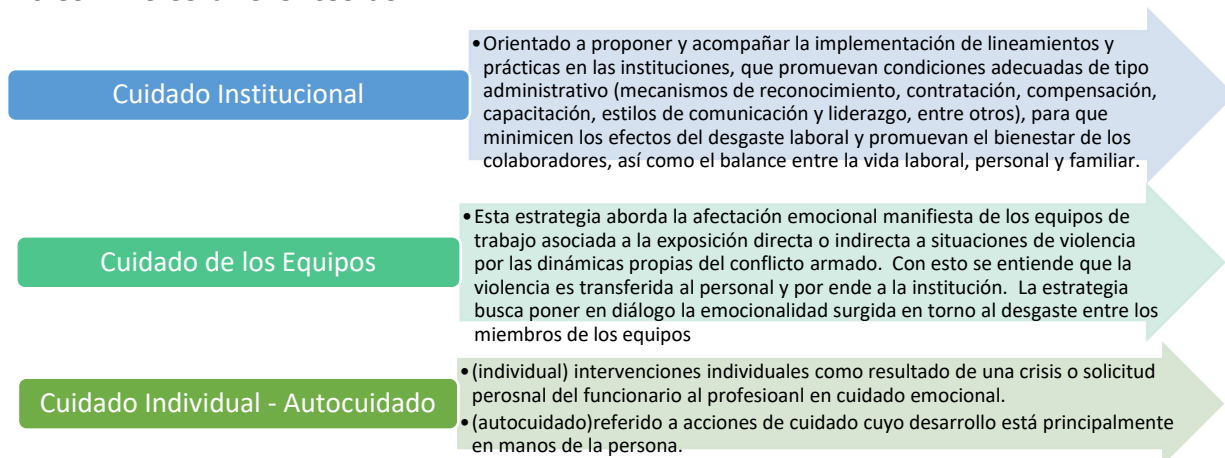 Cuidado Institucional
•Orientado a proponer y acompañar la implementación de lineamientos y
prácticas en las instituciones, que promuevan condiciones adecuadas de tipo
administrativo (mecanismos de reconocimiento, contratación, compensación,
capacitación, estilos de comunicación y liderazgo, entre otros), para que
minimicen los efectos del desgaste laboral y promuevan el bienestar de los
colaboradores, así como el balance entre la vida laboral, personal y familiar.
Cuidado de los Equipos
•Esta estrategia aborda la afectación emocional manifiesta de los equipos de
trabajo asociada a la exposición directa o indirecta a situaciones de violencia
por las dinámicas propias del conflicto armado. Con esto se entiende que la
violencia es transferida al personal y por ende a la institución. La estrategia
busca poner en diálogo la emocionalidad surgida en torno al desgaste entre los
miembros de los equipos
Cuidado Individual - Autocuidado
•(individual) intervenciones individuales como resultado de una crisis o solicitud
perosnal del funcionario al profesioanl en cuidado emocional.
•(autocuidado)referido a acciones de cuidado cuyo desarrollo está principalmente
en manos de la persona.